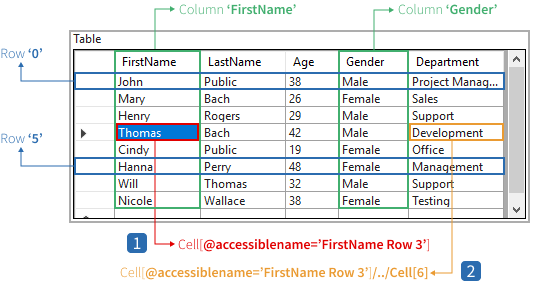 Column ‘FirstName’ Column ‘Gender’
Table
Row ‘0’
FirstName LastName Age Gender Department
John Public 38 Male Project Manag...
Mary Bach 26 Female Sales
Henry Rogers 29 Male Support
Thomas Bach 42 Male Development
Row ‘5’
Cindy Public 19 Female Office
Hanna Perry 48 Female Management
Will Thomas 32 Male Support
Nicole Wallace 38 Female Testing
1 Cell[@accessiblename=’FirstName Row 3’]
Cell[@accessiblename=’FirstName Row 3’]/../Cell[6] 2